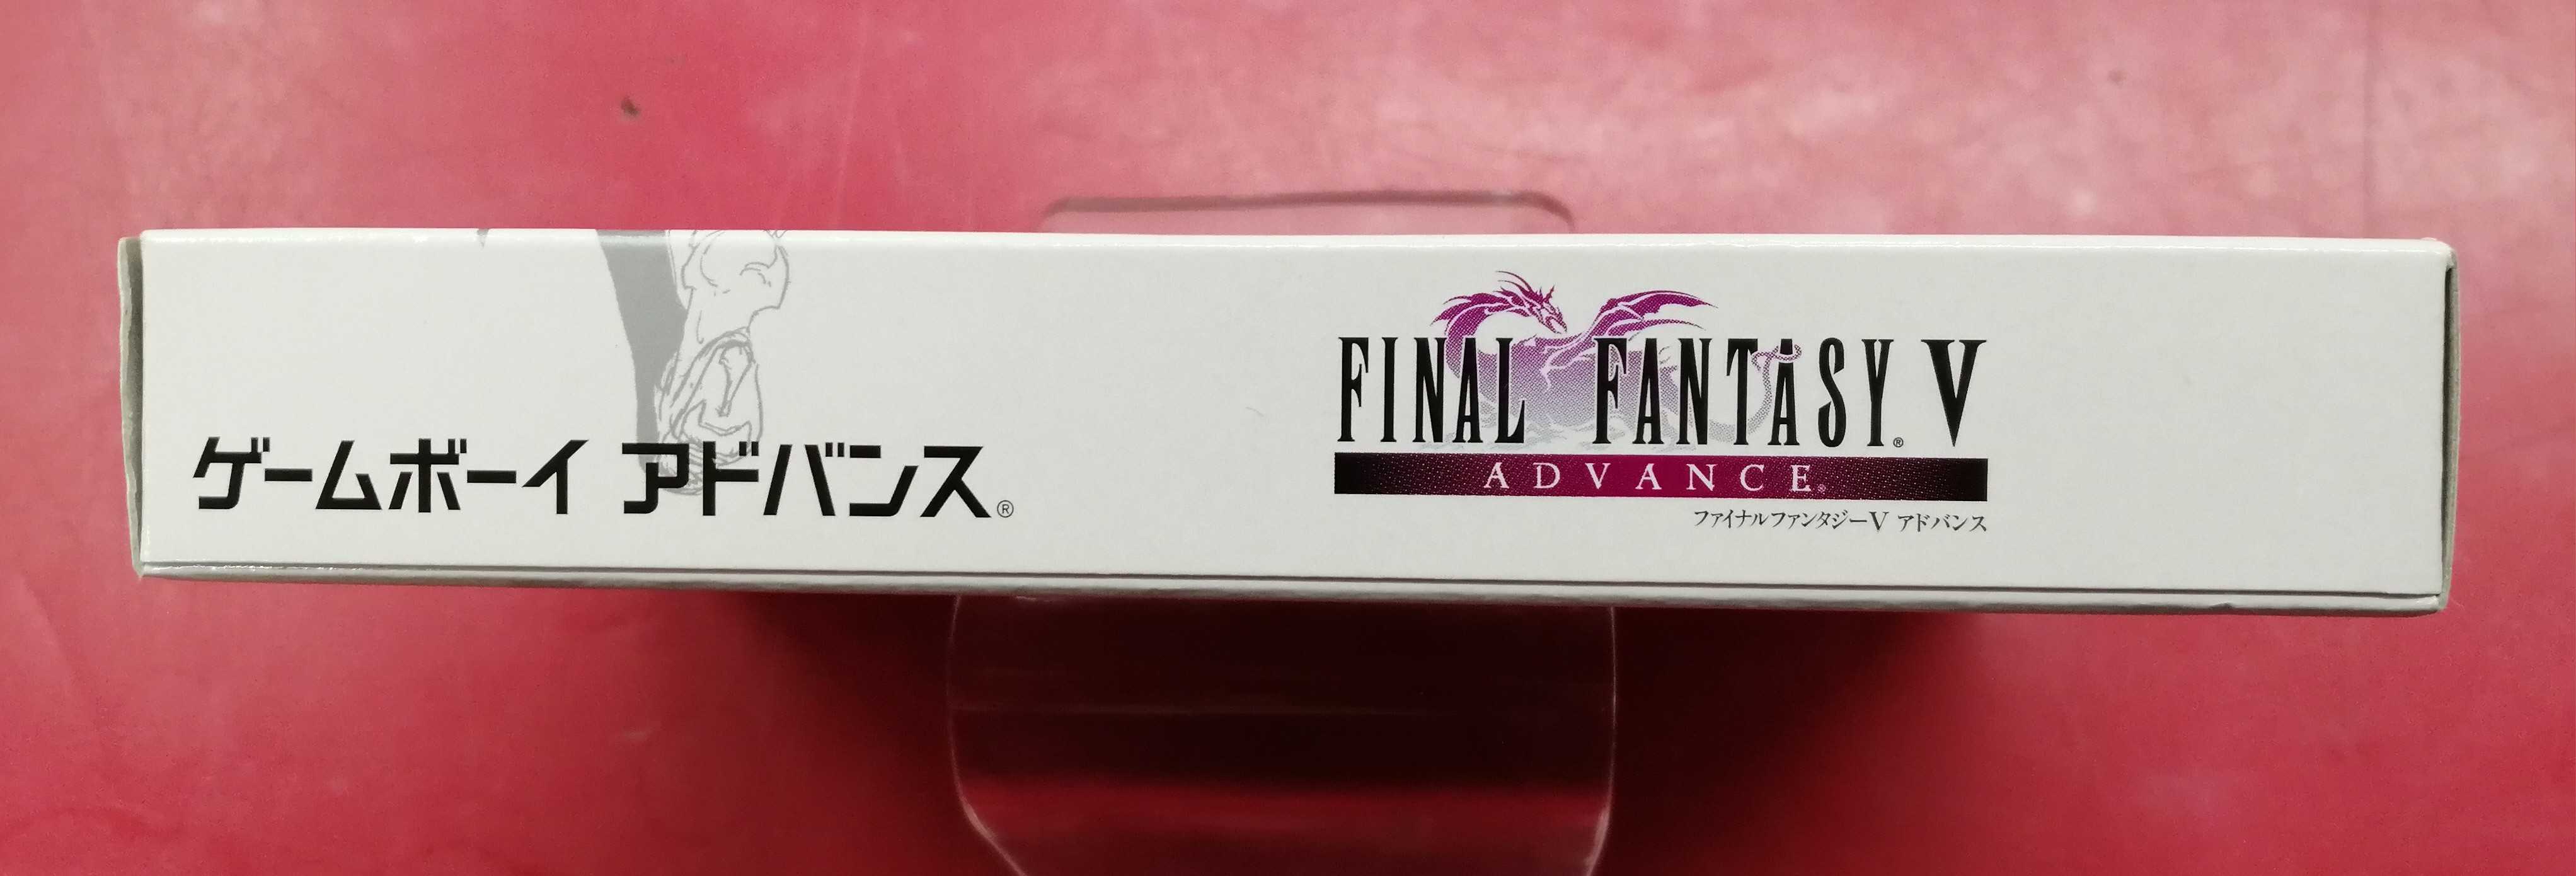 ゲームボーイ アドバンス®
FINAL FANTASY® V
ADVANCE®
ファイナルファンタジーV アドバンス